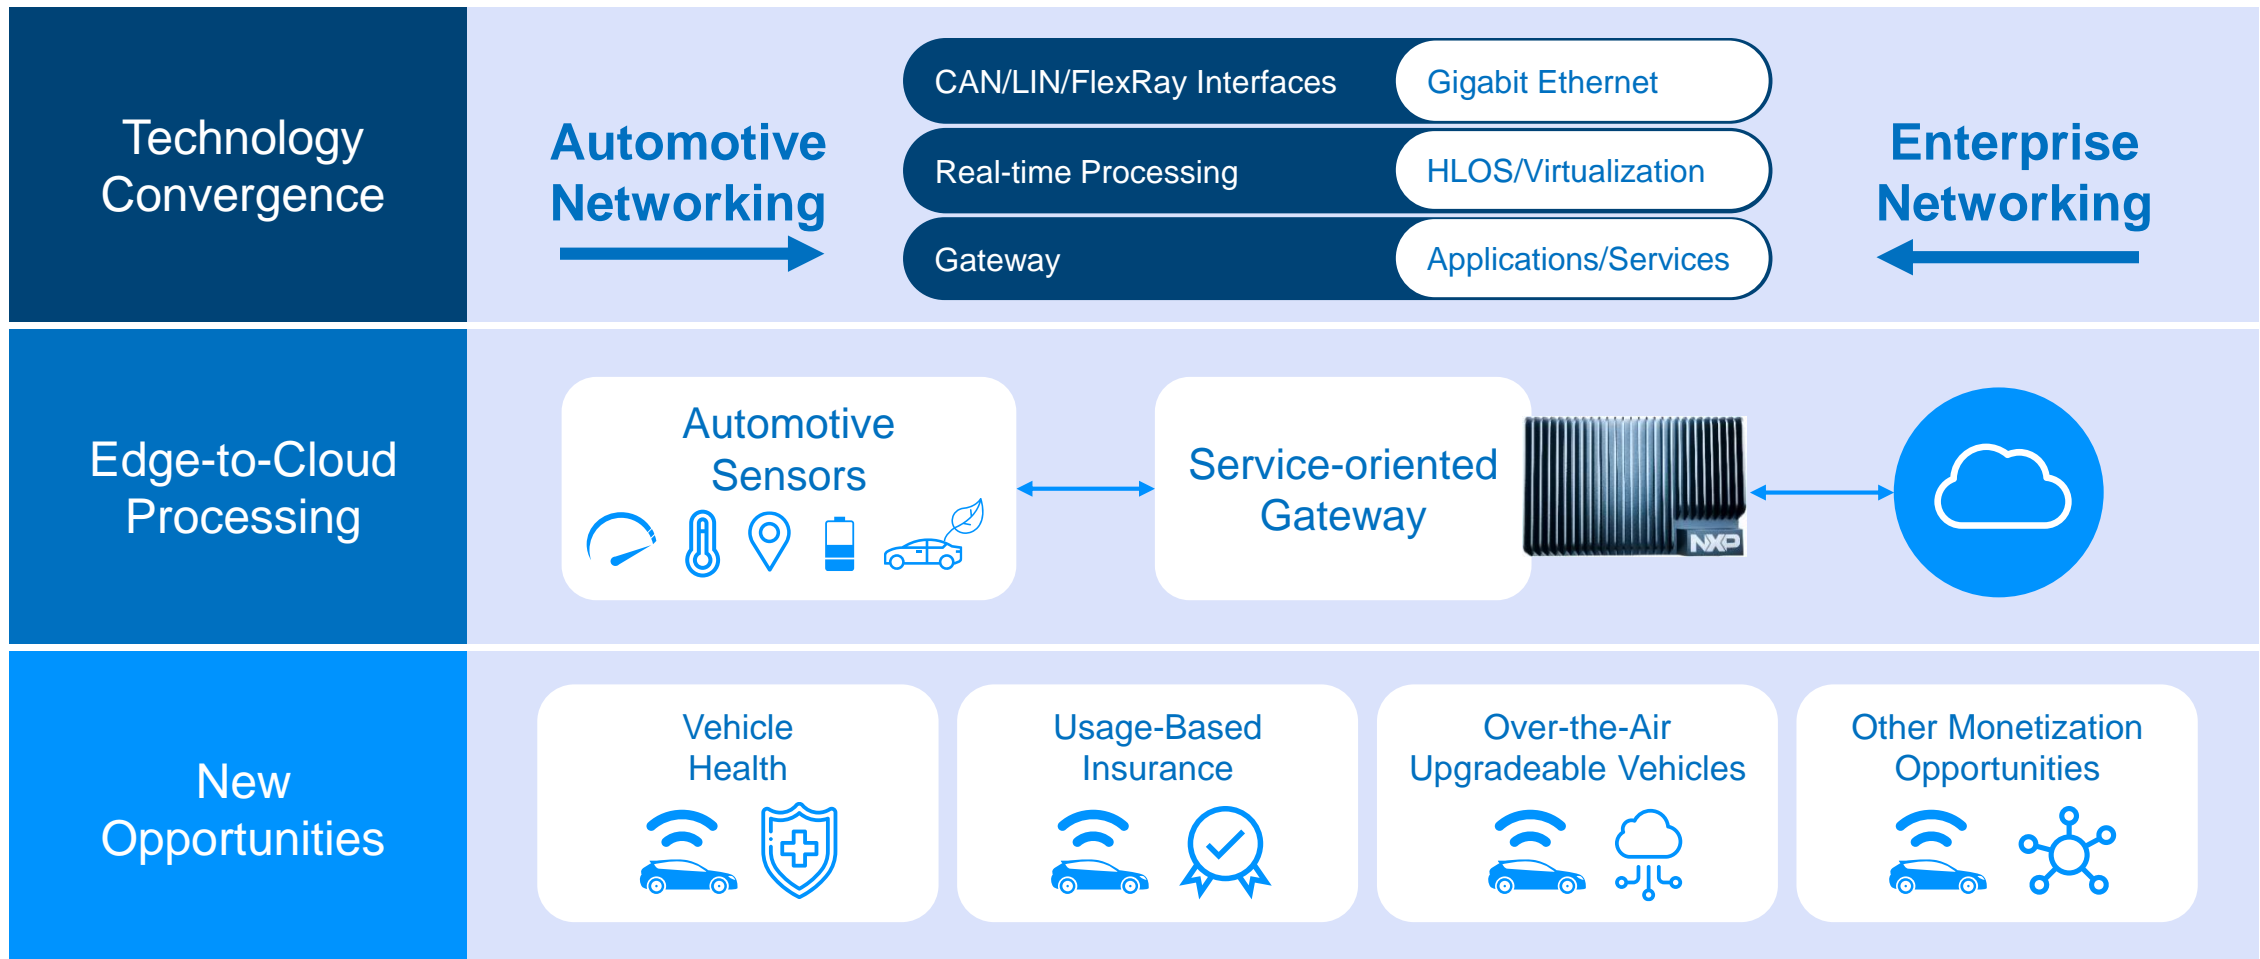 Technology
Convergence
Automotive
Networking
CAN/LIN/FlexRay Interfaces
Gigabit Ethernet
Real-time Processing
HLOS/Virtualization
Gateway
Applications/Services
Enterprise
Networking
Edge-to-Cloud
Processing
Automotive
Sensors
Service-oriented
Gateway
NXP
New
Opportunities
Vehicle
Health
Usage-Based
Insurance
Over-the-Air
Upgradeable Vehicles
Other Monetization
Opportunities